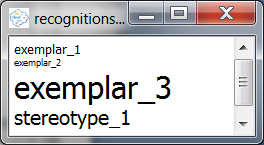 recognitions...
exemplar_1
exemplar_2
exemplar_3
stereotype_1